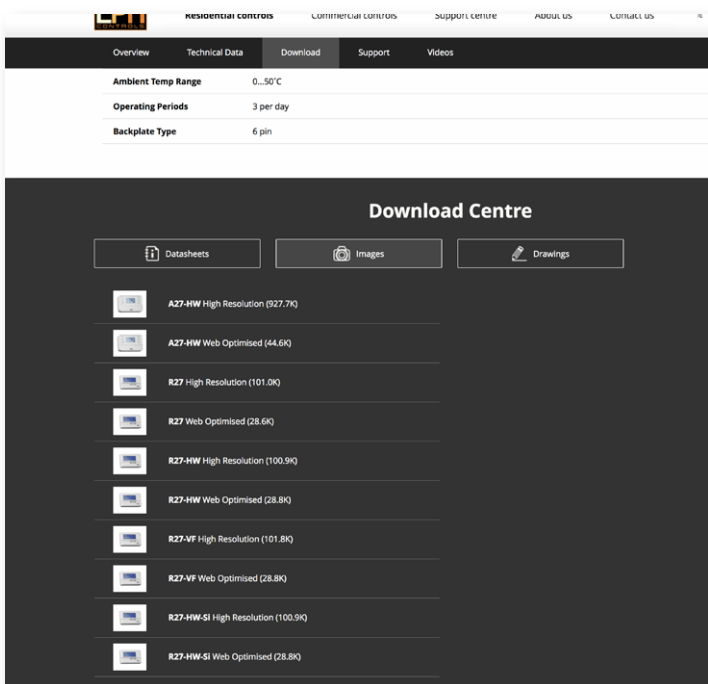 CONTROLS
Residential controls Commercial controls Support centre About us Contact us
Overview Technical Data Download Support Videos
Ambient Temp Range 0...50°C
Operating Periods 3 per day
Backplate Type 6 pin
Download Centre
Datasheets Images Drawings
A27-HW High Resolution (927.7K)
A27-HW Web Optimised (44.6K)
R27 High Resolution (101.0K)
R27 Web Optimised (28.6K)
R27-HW High Resolution (100.9K)
R27-HW Web Optimised (28.8K)
R27-VF High Resolution (101.8K)
R27-VF Web Optimised (28.8K)
R27-HW-Si High Resolution (100.9K)
R27-HW-Si Web Optimised (28.8K)